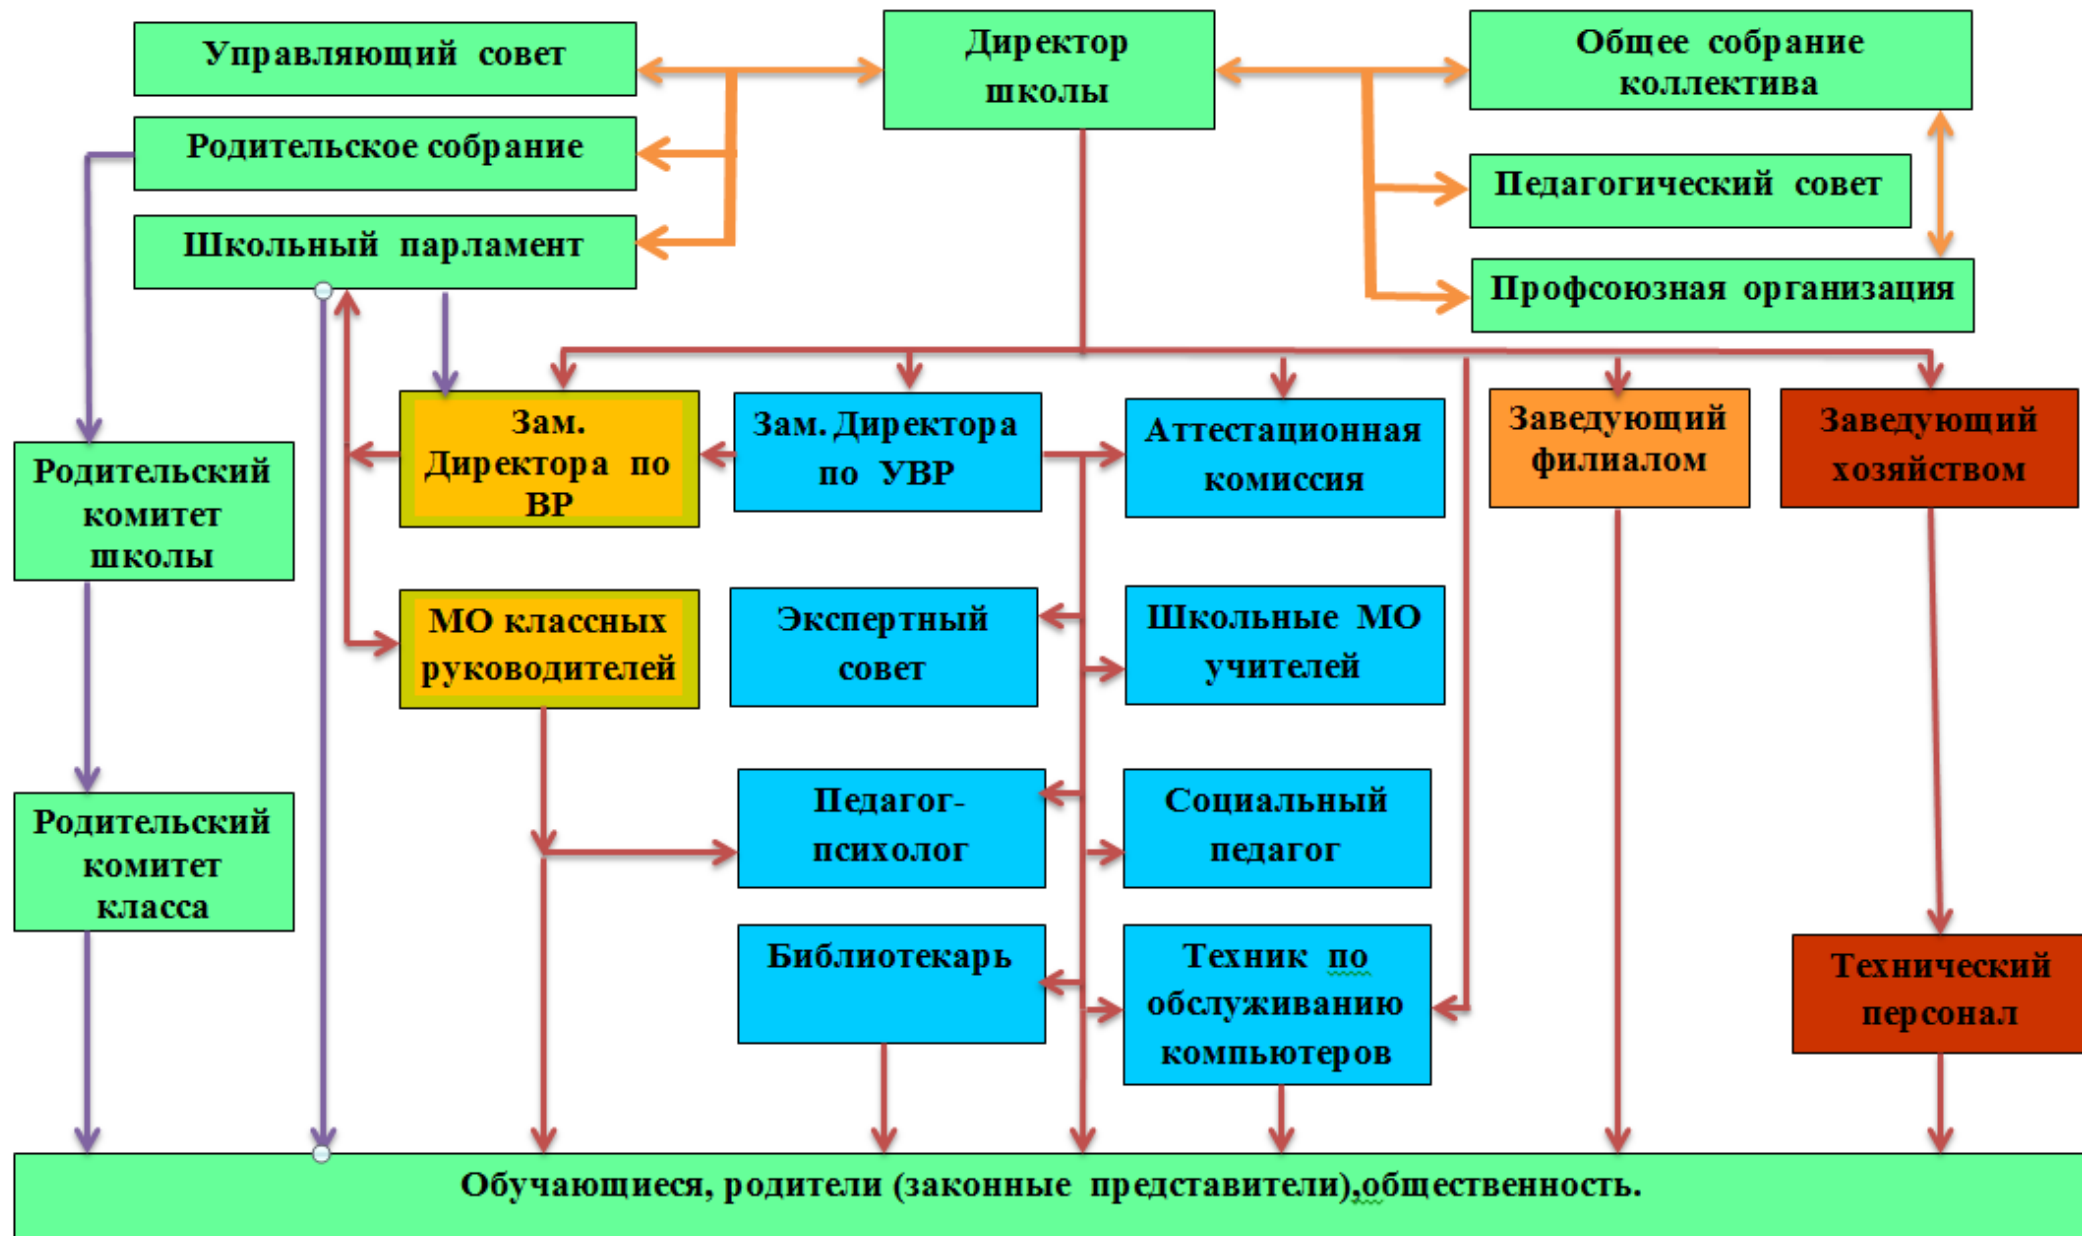 Управляющий совет
Директор
школы
Общее собрание
коллектива
Родительское собрание
Педагогический совет
Школьный парламент
Профсоюзная организация
Зам.
Директора по
ВР
Зам. Директора
по УВР
Аттестационная
комиссия
Заведующий
филиалом
Заведующий
хозяйством
Родительский
комитет
школы
МО классных
руководителей
Экспертный
совет
Школьные МО
учителей
Родительский
комитет
класса
Педагог-
психолог
Социальный
педагог
Библиотекарь
Техник по
обслуживанию
компьютеров
Технический
персонал
Обучающиеся, родители (законные представители),общественность.